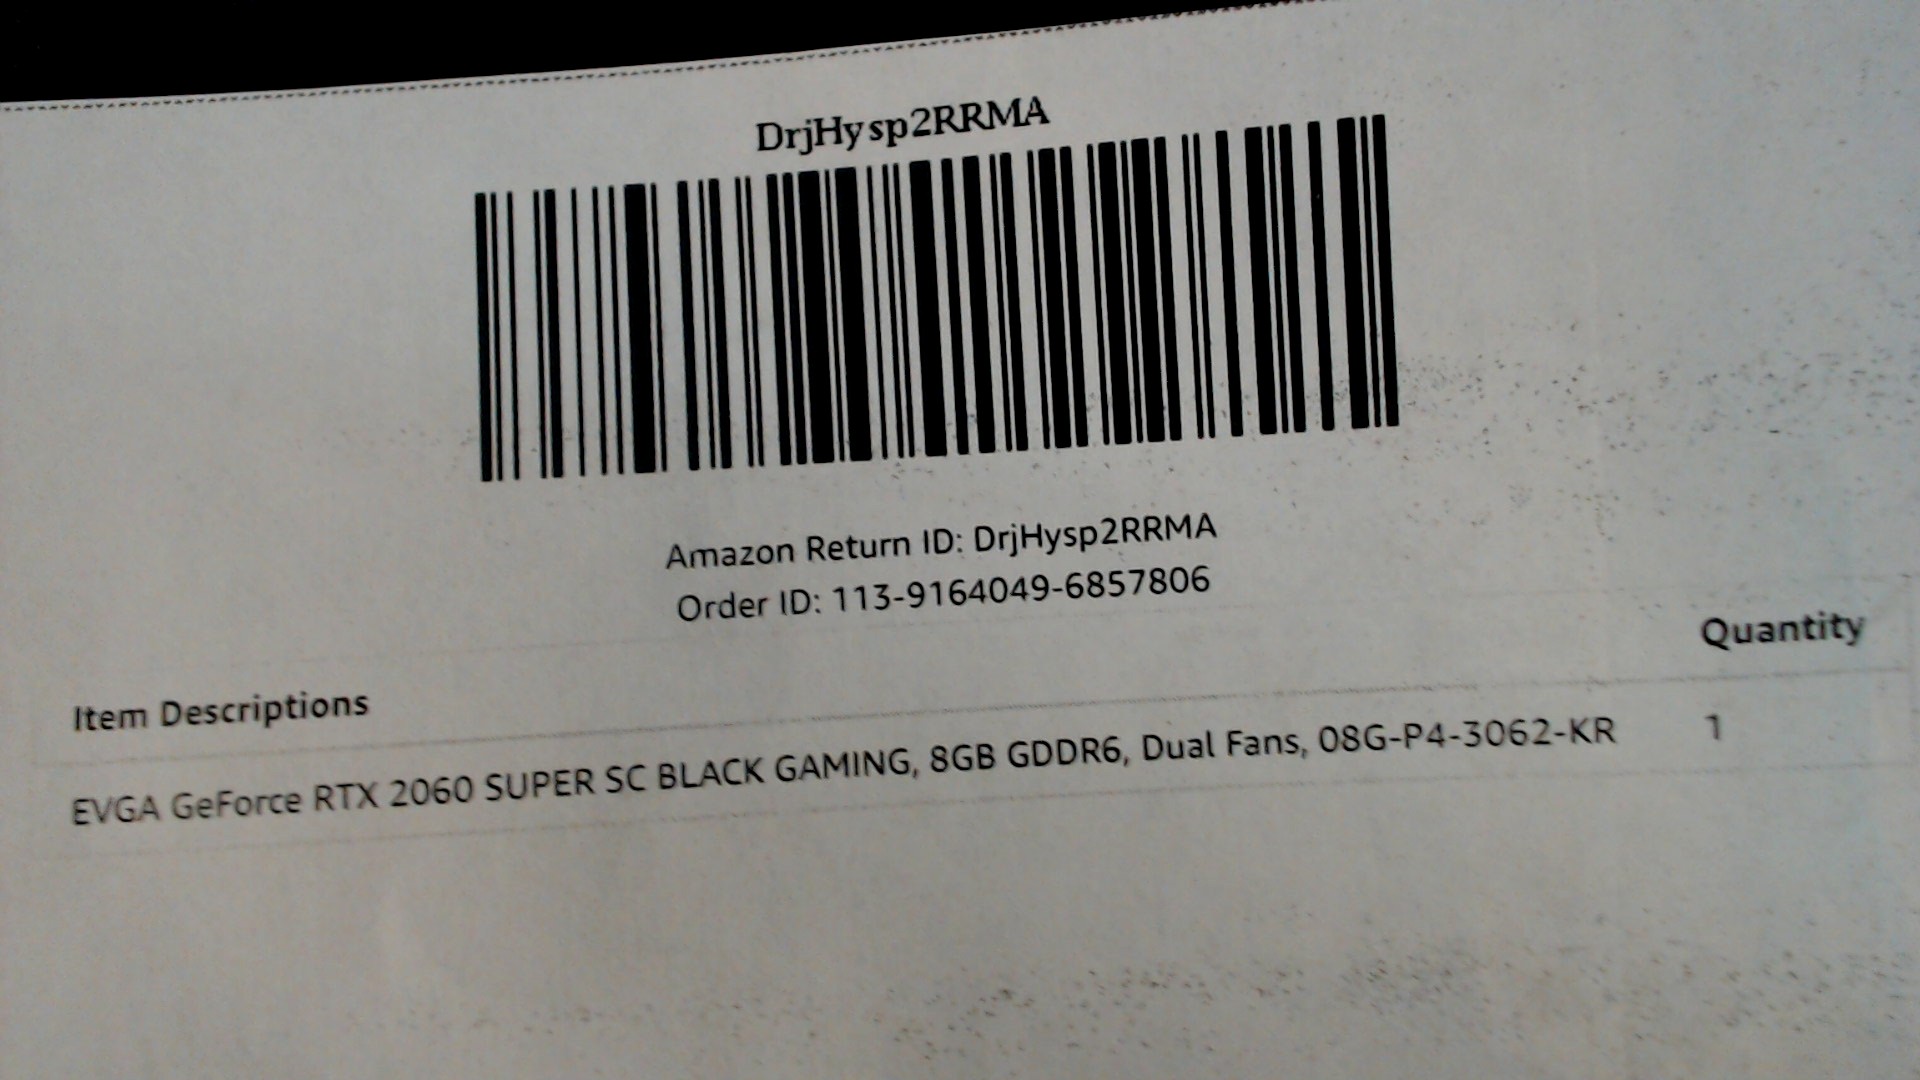 DrjHysp2RRMA
Amazon Return ID: DrjHysp2RRMA
Order ID: 113-9164049-6857806
Item Descriptions Quantity
EVGA GeForce RTX 2060 SUPER SC BLACK GAMING, 8GB GDDR6, Dual Fans, 08G-P4-3062-KR 1